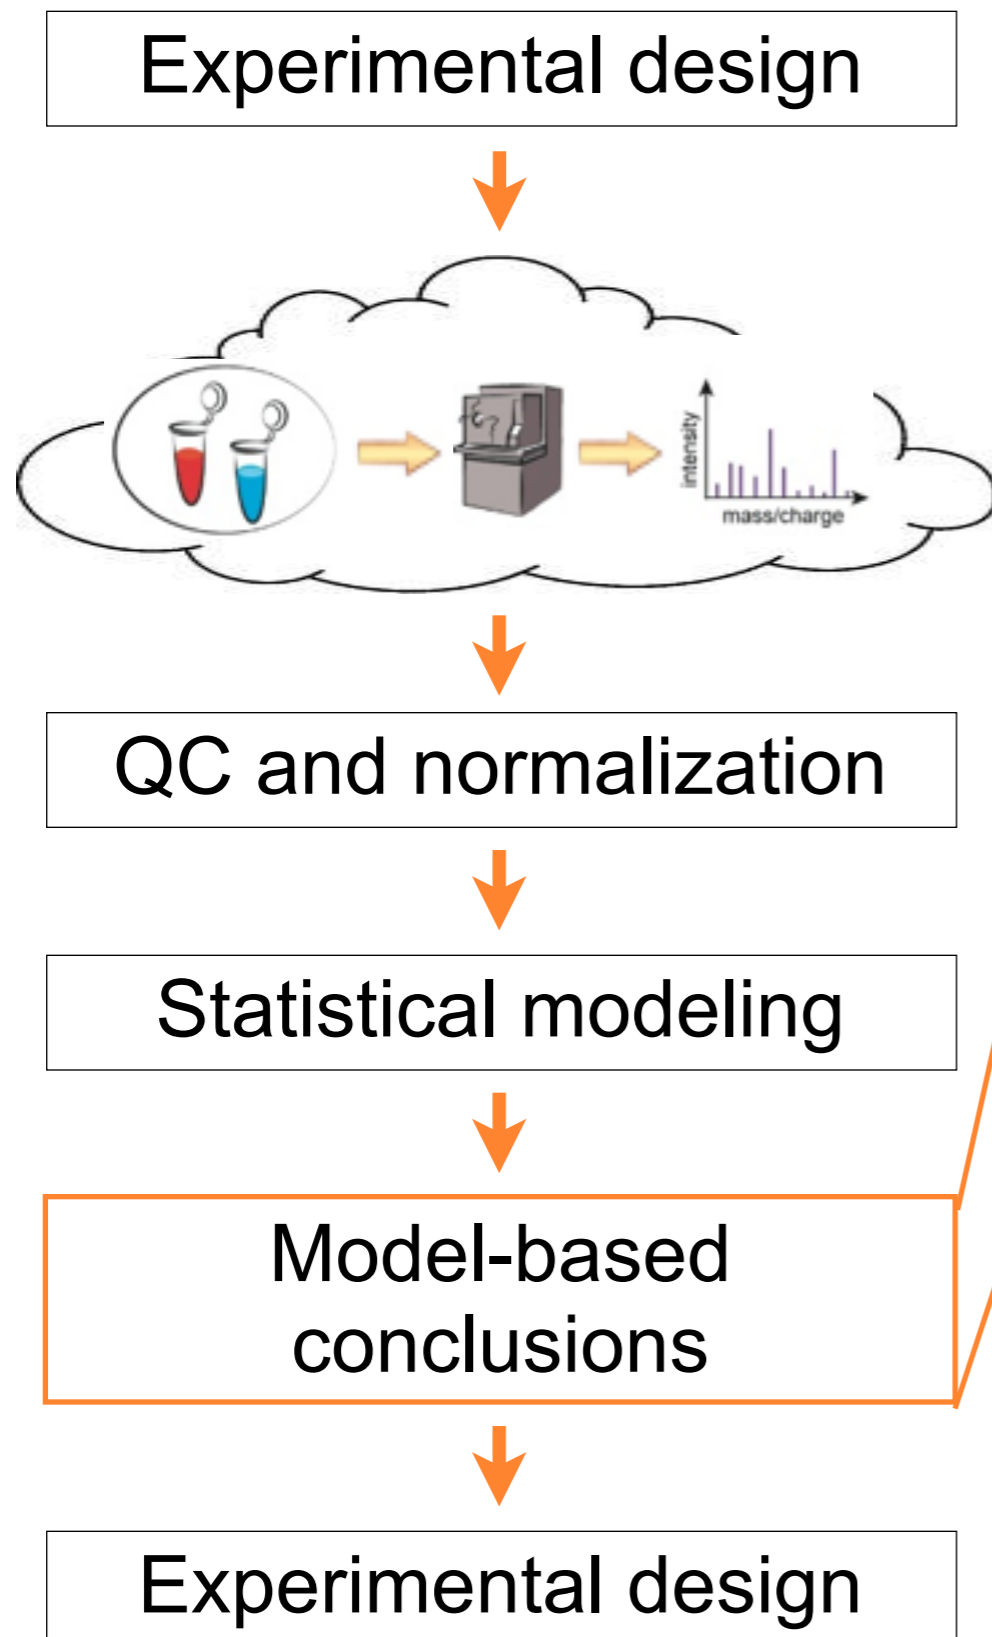 Experimental design
intensity
mass/charge
QC and normalization
Statistical modeling
Model-based
conclusions
Experimental design